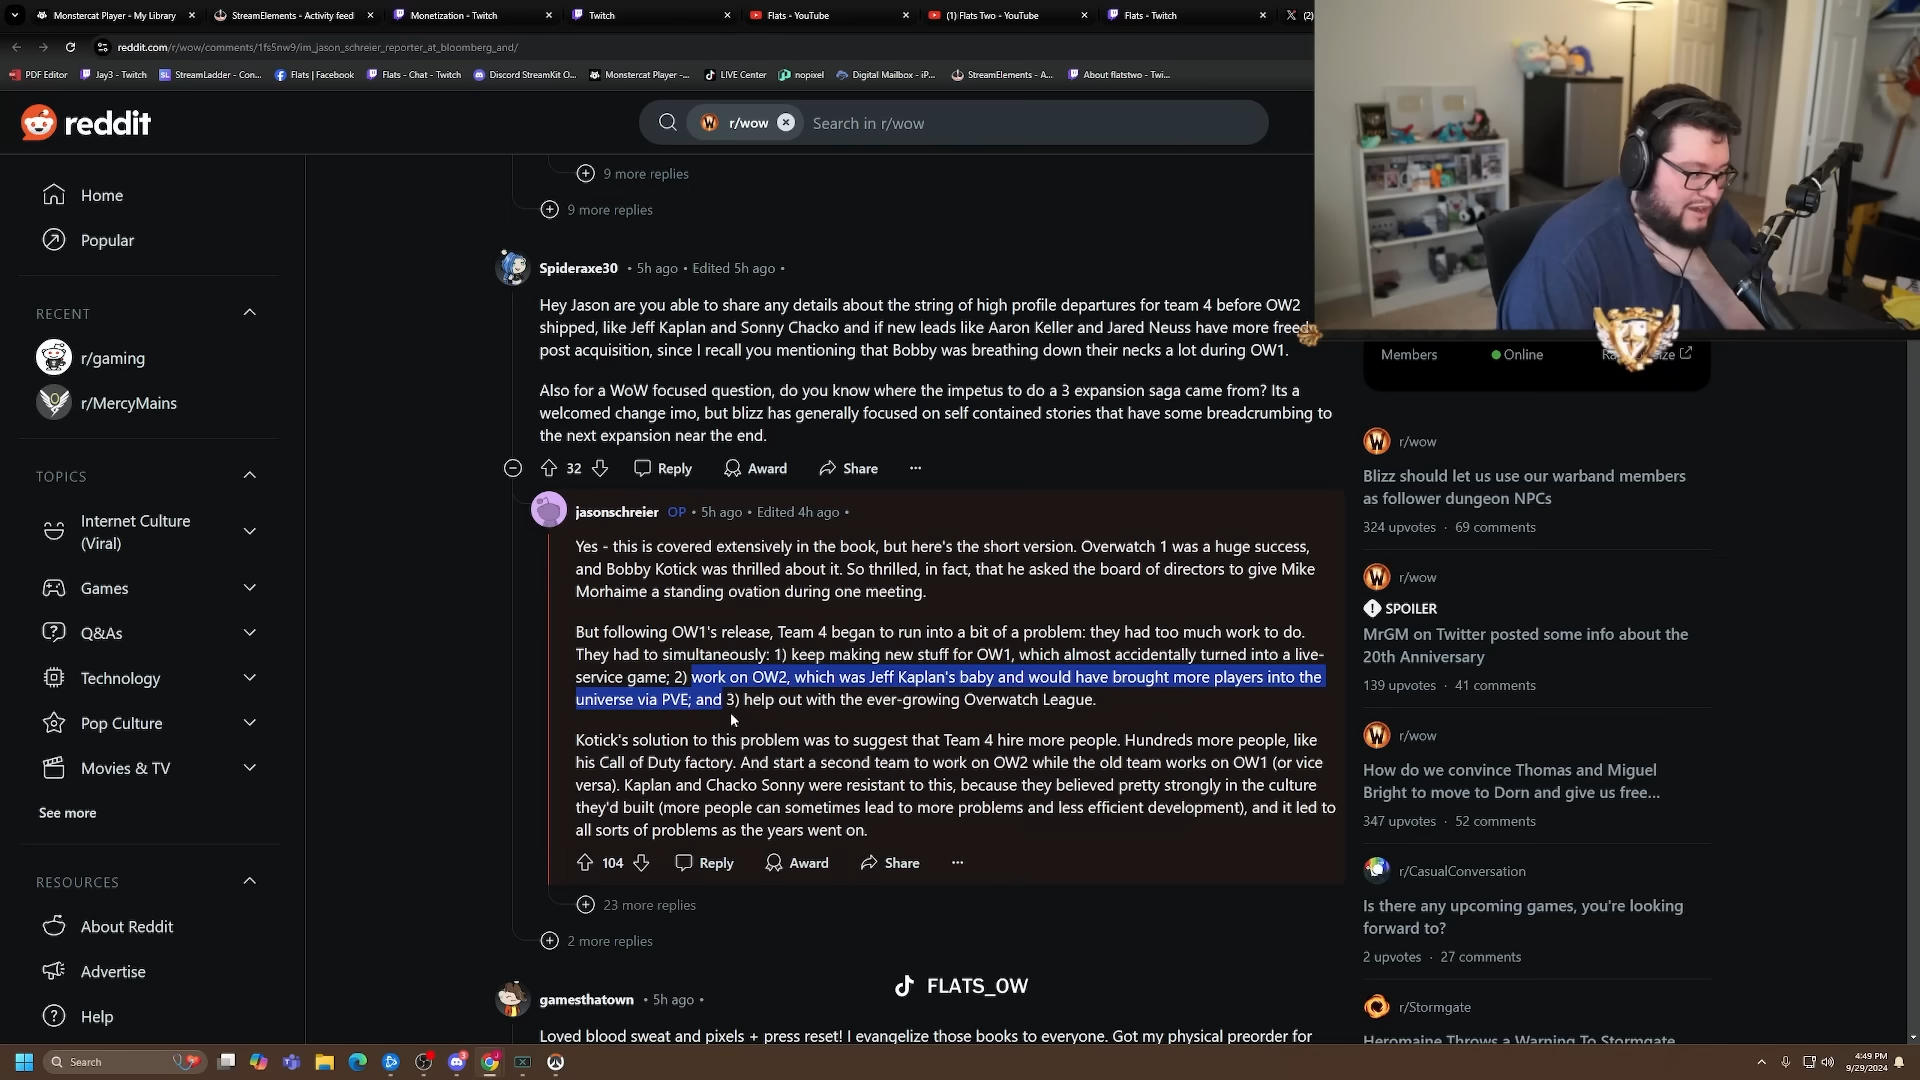 Monstercat Player - My Library
StreamElements - Activity feed
Monetization - Twitch
Twitch
Flats - YouTube
(1) Flats Two - YouTube
Flats - Twitch
(2)
reddit.com/r/wow/comments/1fs5nw9/im_jason_schreier_reporter_at_bloomberg_and/
PDF Editor
Jay3 - Twitch
StreamLadder - Con...
Flats | Facebook
Flats - Chat - Twitch
Discord StreamKit O...
Monstercat Player -...
LIVE Center
nopixel
Digital Mailbox - iP...
StreamElements - A...
About flatstwo - Twi...
reddit
r/wow
Search in r/wow
Home
Popular
RECENT
r/gaming
r/MercyMains
TOPICS
Internet Culture
(Viral)
Games
Q&As
Technology
Pop Culture
Movies & TV
See more
RESOURCES
About Reddit
Advertise
Help
9 more replies
9 more replies
Spideraxe30 • 5h ago • Edited 5h ago •
Hey Jason are you able to share any details about the string of high profile departures for team 4 before OW2
shipped, like Jeff Kaplan and Sonny Chacko and if new leads like Aaron Keller and Jared Neuss have more freed
post acquisition, since I recall you mentioning that Bobby was breathing down their necks a lot during OW1.
Also for a WoW focused question, do you know where the impetus to do a 3 expansion saga came from? Its a
welcomed change imo, but blizz has generally focused on self contained stories that have some breadcrumbing to
the next expansion near the end.
32 Reply Award Share
jasonschreier OP • 5h ago • Edited 4h ago •
Yes - this is covered extensively in the book, but here's the short version. Overwatch 1 was a huge success,
and Bobby Kotick was thrilled about it. So thrilled, in fact, that he asked the board of directors to give Mike
Morhaime a standing ovation during one meeting.
But following OW1's release, Team 4 began to run into a bit of a problem: they had too much work to do.
They had to simultaneously: 1) keep making new stuff for OW1, which almost accidentally turned into a live-
service game; 2) work on OW2, which was Jeff Kaplan's baby and would have brought more players into the
universe via PVE; and 3) help out with the ever-growing Overwatch League.
Kotick's solution to this problem was to suggest that Team 4 hire more people. Hundreds more people, like
his Call of Duty factory. And start a second team to work on OW2 while the old team works on OW1 (or vice
versa). Kaplan and Chacko Sonny were resistant to this, because they believed pretty strongly in the culture
they'd built (more people can sometimes lead to more problems and less efficient development), and it led to
all sorts of problems as the years went on.
104 Reply Award Share
23 more replies
2 more replies
FLATS_OW
gamesthatown • 5h ago •
Loved blood sweat and pixels + press reset! I evangelize those books to everyone. Got my physical preorder for
Members
Online
r/wow
Blizz should let us use our warband members
as follower dungeon NPCs
324 upvotes · 69 comments
r/wow
SPOILER
MrGM on Twitter posted some info about the
20th Anniversary
139 upvotes · 41 comments
r/wow
How do we convince Thomas and Miguel
Bright to move to Dorn and give us free...
347 upvotes · 52 comments
r/CasualConversation
Is there any upcoming games, you're looking
forward to?
2 upvotes · 27 comments
r/Stormgate
Heromaine Throws a Warning To Stormgate
Search
4:49 PM
9/29/2024